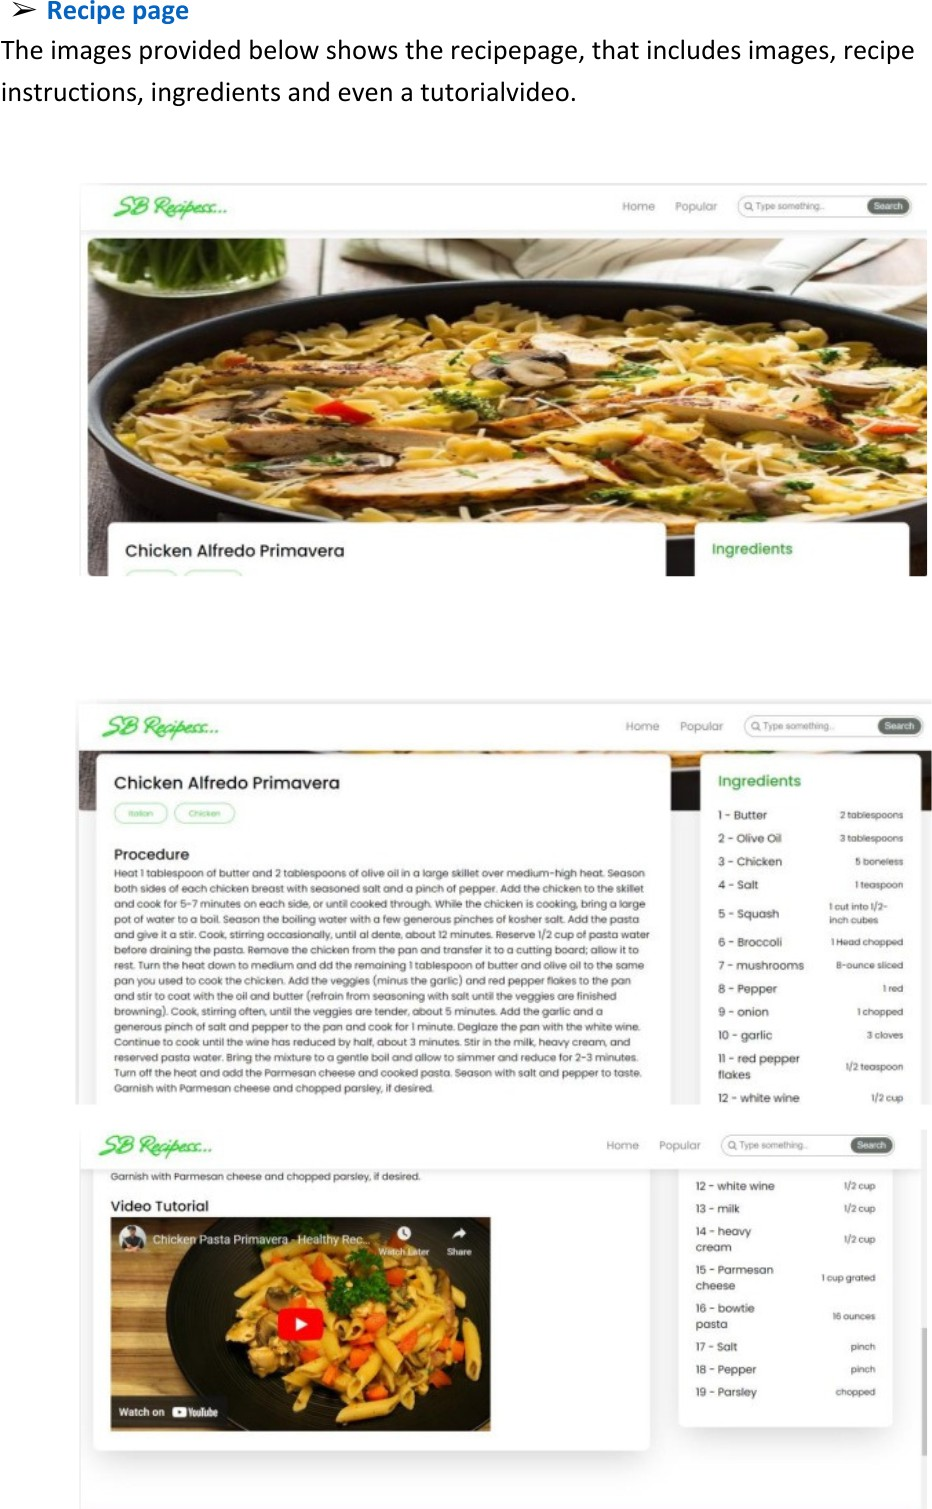 ➢ Recipe page
The images provided below shows the recipepage, that includes images, recipe
instructions, ingredients and even a tutorialvideo.
SB Recipess...
Home Popular Type something.. Search
Chicken Alfredo Primavera
Ingredients
SB Recipess...
Home Popular Type something.. Search
Chicken Alfredo Primavera
Italian Chicken
Procedure
Heat 1 tablespoon of butter and 2 tablespoons of olive oil in a large skillet over medium-high heat. Season
both sides of each chicken breast with seasoned salt and a pinch of pepper. Add the chicken to the skillet
and cook for 5-7 minutes on each side, or until cooked through. While the chicken is cooking, bring a large
pot of water to a boil. Season the boiling water with a few generous pinches of kosher salt. Add the pasta
and give it a stir. Cook, stirring occasionally, until al dente, about 12 minutes. Reserve 1/2 cup of pasta water
before draining the pasta. Remove the chicken from the pan and transfer it to a cutting board; allow it to
rest. Turn the heat down to medium and dd the remaining 1 tablespoon of butter and olive oil to the same
pan you used to cook the chicken. Add the veggies (minus the garlic) and red pepper flakes to the pan
and stir to coat with the oil and butter (refrain from seasoning with salt until the veggies are finished
browning). Cook, stirring often, until the veggies are tender, about 5 minutes. Add the garlic and a
generous pinch of salt and pepper to the pan and cook for 1 minute. Deglaze the pan with the white wine.
Continue to cook until the wine has reduced by half, about 3 minutes. Stir in the milk, heavy cream, and
reserved pasta water. Bring the mixture to a gentle boil and allow to simmer and reduce for 2-3 minutes.
Turn off the heat and add the Parmesan cheese and cooked pasta. Season with salt and pepper to taste.
Garnish with Parmesan cheese and chopped parsley, if desired.
Ingredients
1 - Butter 2 tablespoons
2 - Olive Oil 3 tablespoons
3 - Chicken 5 boneless
4 - Salt 1 teaspoon
5 - Squash 1 cut into 1/2-
inch cubes
6 - Broccoli 1 Head chopped
7 - mushrooms 8-ounce sliced
8 - Pepper 1 red
9 - onion 1 chopped
10 - garlic 3 cloves
11 - red pepper
flakes 1/2 teaspoon
12 - white wine 1/2 cup
SB Recipess...
Home Popular Type something.. Search
Garnish with Parmesan cheese and chopped parsley, if desired.
Video Tutorial
Chicken Pasta Primavera - Healthy Rec...
Watch Later Share
Watch on YouTube
12 - white wine 1/2 cup
13 - milk 1/2 cup
14 - heavy
cream 1/2 cup
15 - Parmesan
cheese 1 cup grated
16 - bowtie
pasta 16 ounces
17 - Salt pinch
18 - Pepper pinch
19 - Parsley chopped